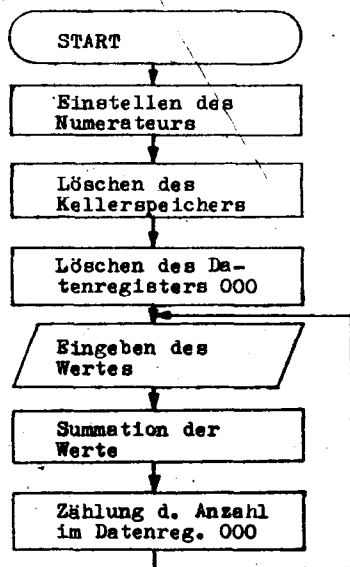 START
Einstellen des
Numerateurs
Löschen des
Kellerspeichers
Löschen des Da-
tenregisters 000
Eingeben des
Wertes
Summation der
Werte
Zählung d. Anzahl
im Datenreg. 000